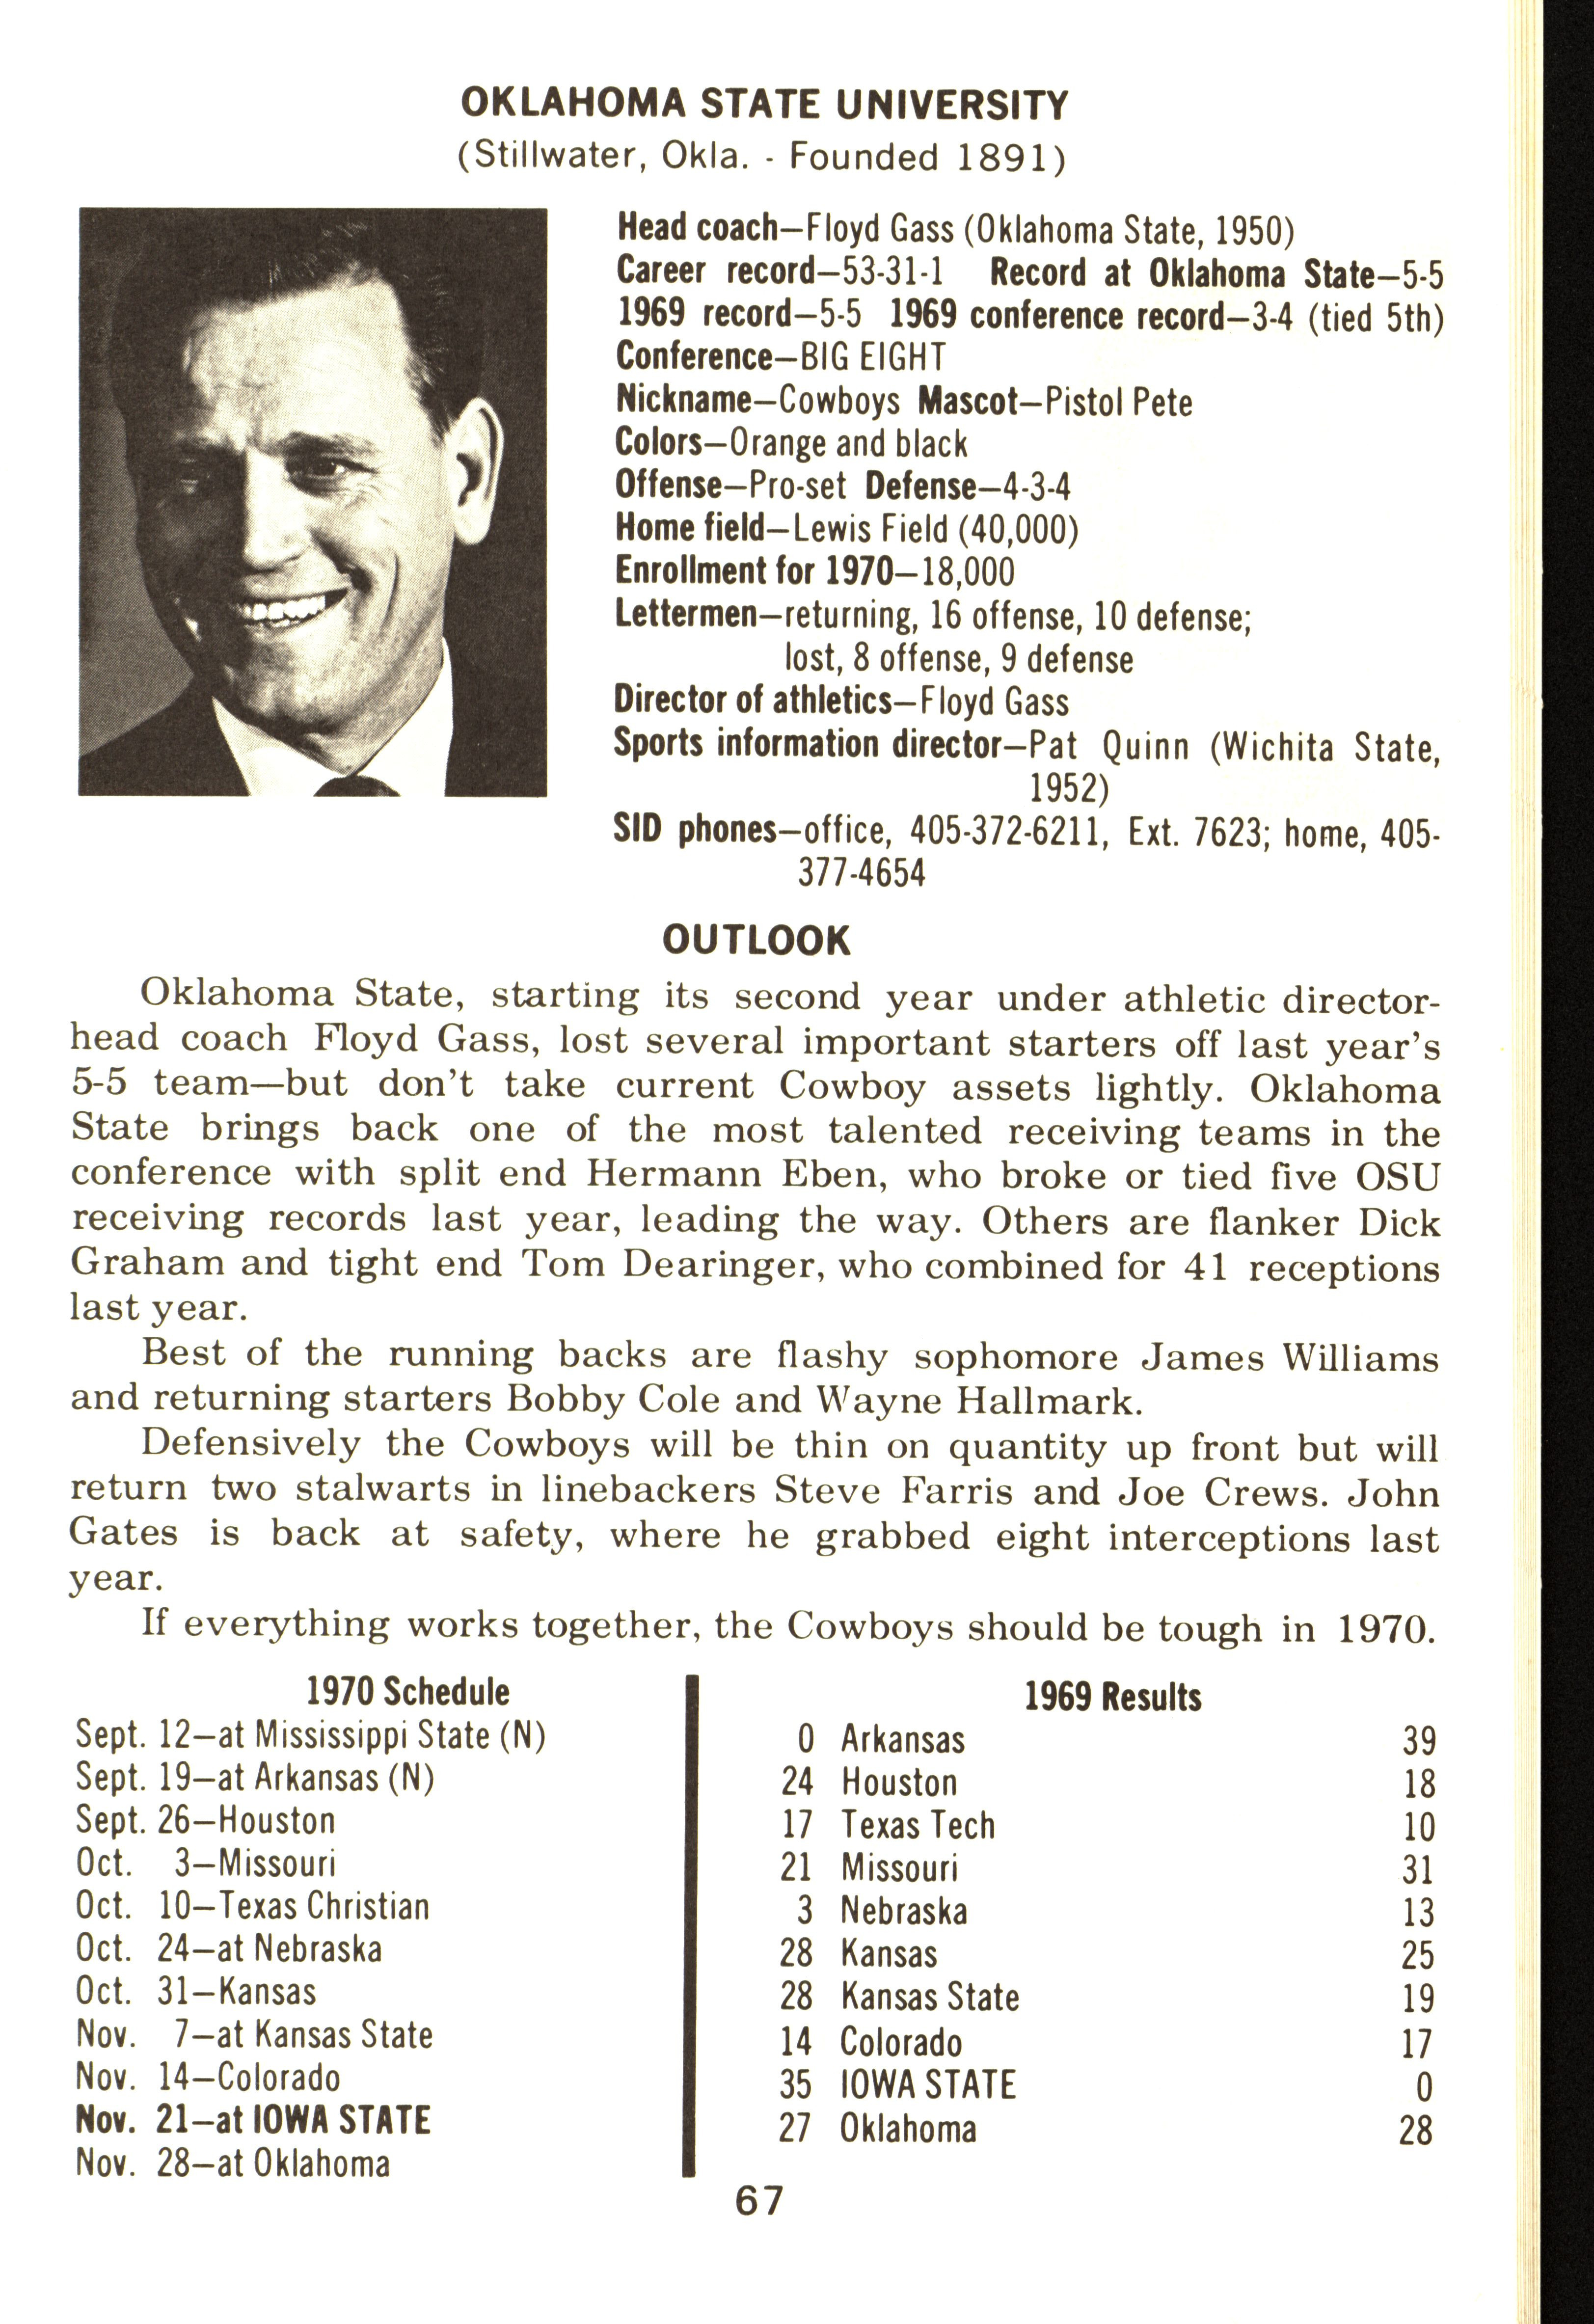 OKLAHOMA STATE UNIVERSITY
(Stillwater, Okla. - Founded 1891)
Head coach—Floyd Gass (Oklahoma State, 1950)
Career record—53-31-1 Record at Oklahoma State—5-5
1969 record—5-5 1969 conference record—3-4 (tied 5th)
Conference—BIG EIGHT
Nickname—Cowboys Mascot—Pistol Pete
Colors—Orange and black
Offense—Pro-set Defense—4-3-4
Home field—Lewis Field (40,000)
Enrollment for 1970—18,000
Lettermen—returning, 16 offense, 10 defense;
lost, 8 offense, 9 defense
Director of athletics—Floyd Gass
Sports information director—Pat Quinn (Wichita State,
1952)
SID phones—office, 405-372-6211, Ext. 7623; home, 405-
377-4654
OUTLOOK
Oklahoma State, starting its second year under athletic director-
head coach Floyd Gass, lost several important starters off last year's
5-5 team—but don't take current Cowboy assets lightly. Oklahoma
State brings back one of the most talented receiving teams in the
conference with split end Hermann Eben, who broke or tied five OSU
receiving records last year, leading the way. Others are flanker Dick
Graham and tight end Tom Dearinger, who combined for 41 receptions
last year.
Best of the running backs are flashy sophomore James Williams
and returning starters Bobby Cole and Wayne Hallmark.
Defensively the Cowboys will be thin on quantity up front but will
return two stalwarts in linebackers Steve Farris and Joe Crews. John
Gates is back at safety, where he grabbed eight interceptions last
year.
If everything works together, the Cowboys should be tough in 1970.
1970 Schedule
Sept. 12—at Mississippi State (N)
Sept. 19—at Arkansas (N)
Sept. 26—Houston
Oct. 3—Missouri
Oct. 10—Texas Christian
Oct. 24—at Nebraska
Oct. 31—Kansas
Nov. 7—at Kansas State
Nov. 14—Colorado
Nov. 21—at IOWA STATE
Nov. 28—at Oklahoma
1969 Results
0 Arkansas 39
24 Houston 18
17 Texas Tech 10
21 Missouri 31
3 Nebraska 13
28 Kansas 25
28 Kansas State 19
14 Colorado 17
35 IOWA STATE 0
27 Oklahoma 28
67